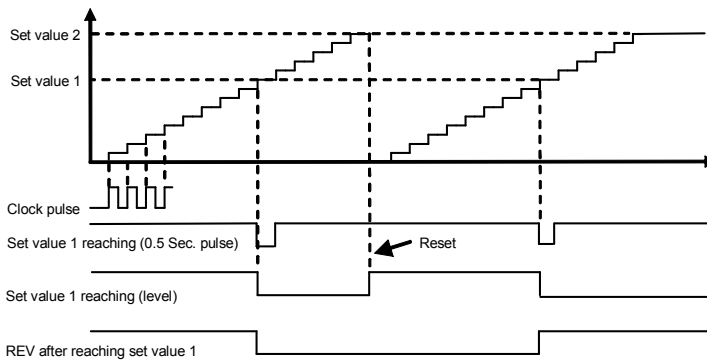 Set value 2
Set value 1
Clock pulse
Set value 1 reaching (0.5 Sec. pulse)
Reset
Set value 1 reaching (level)
REV after reaching set value 1